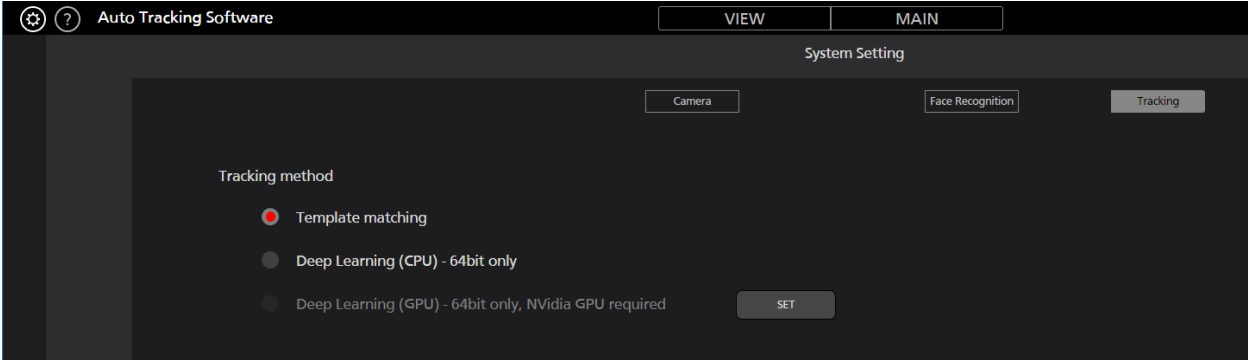 ? Auto Tracking Software VIEW MAIN
System Setting
Camera Face Recognition Tracking
Tracking method
Template matching
Deep Learning (CPU) - 64bit only
Deep Learning (GPU) - 64bit only, NVidia GPU required SET